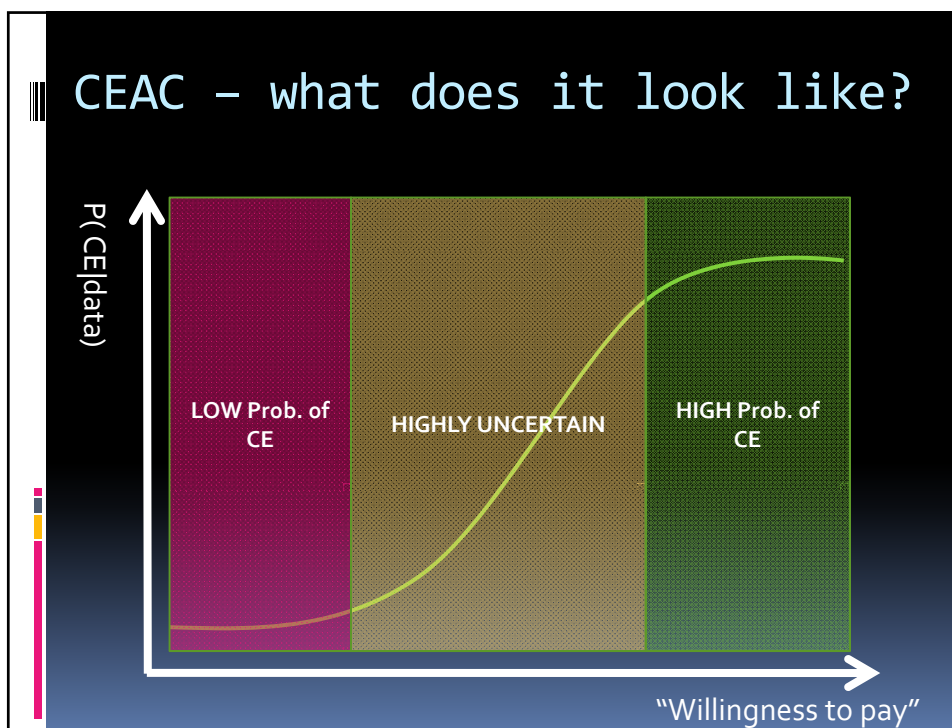 CEAC – what does it look like?
P( CE|data)
LOW Prob. of
CE
HIGHLY UNCERTAIN
HIGH Prob. of
CE
“Willingness to pay”